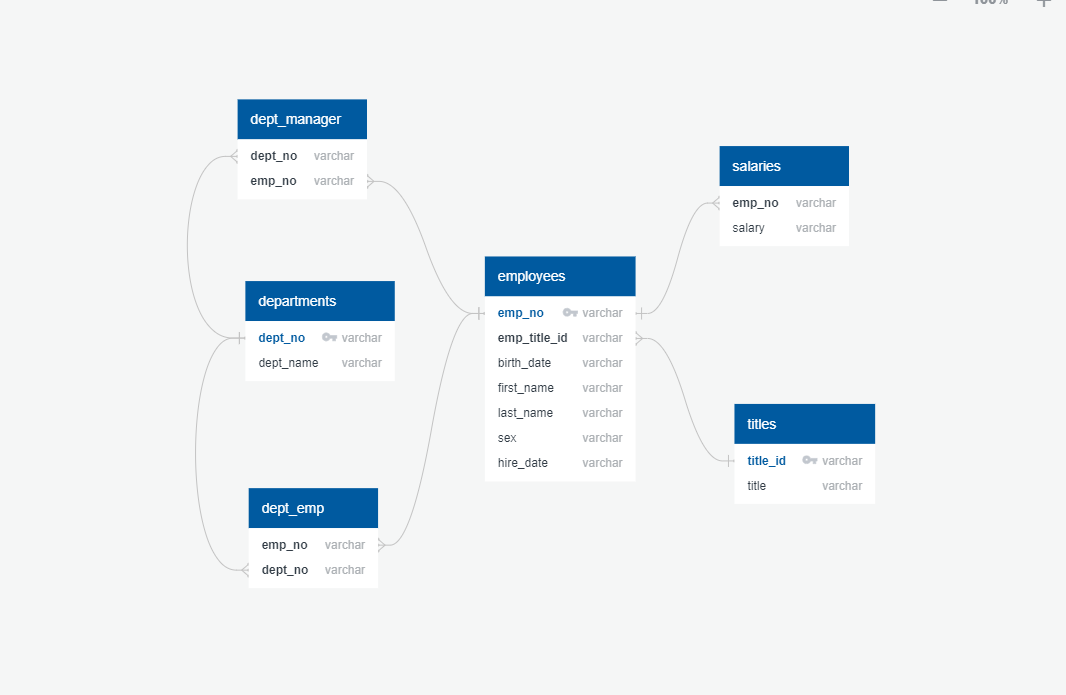 dept_manager
dept_no varchar
emp_no varchar
salaries
emp_no varchar
salary varchar
employees
emp_no varchar
emp_title_id varchar
birth_date varchar
first_name varchar
last_name varchar
sex varchar
hire_date varchar
departments
dept_no varchar
dept_name varchar
titles
title_id varchar
title varchar
dept_emp
emp_no varchar
dept_no varchar